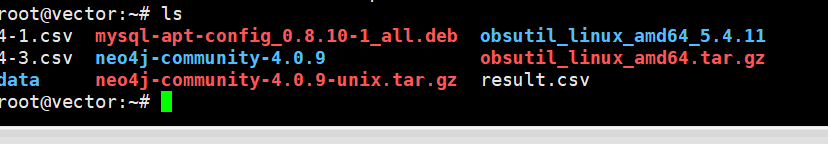 root@vector:~# ls
4-1.csv mysql-apt-config_0.8.10-1_all.deb obsutil_linux_amd64_5.4.11
4-3.csv neo4j-community-4.0.9 obsutil_linux_amd64.tar.gz
data neo4j-community-4.0.9-unix.tar.gz result.csv
root@vector:~#